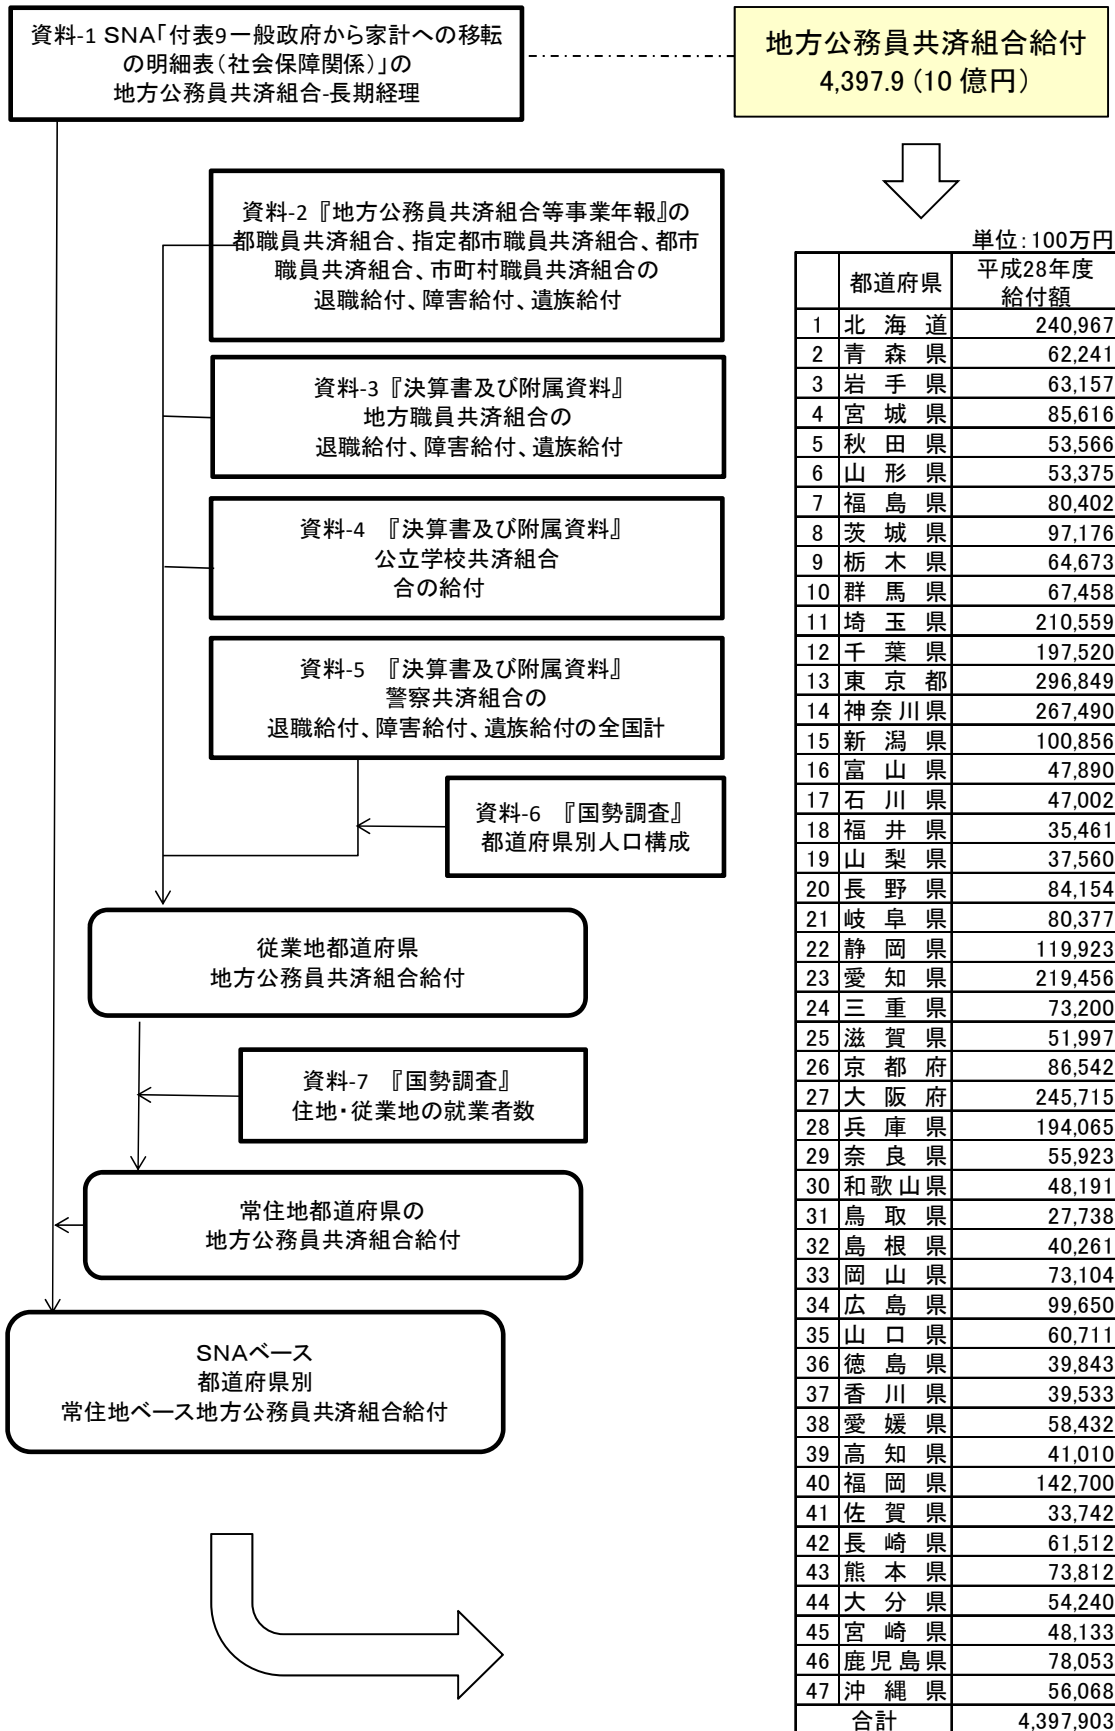 資料-1 SNA「付表9一般政府から家計への移転
の明細表(社会保障関係)」の
地方公務員共済組合-長期経理
地方公務員共済組合給付
4,397.9 (10 億円)
資料-2 『地方公務員共済組合等事業年報』の
都職員共済組合、指定都市職員共済組合、都市
職員共済組合、市町村職員共済組合の
退職給付、障害給付、遺族給付
資料-3 『決算書及び附属資料』
地方職員共済組合の
退職給付、障害給付、遺族給付
資料-4 『決算書及び附属資料』
公立学校共済組合
合の給付
資料-5 『決算書及び附属資料』
警察共済組合の
退職給付、障害給付、遺族給付の全国計
資料-6 『国勢調査』
都道府県別人口構成
従業地都道府県
地方公務員共済組合給付
資料-7 『国勢調査』
住地・従業地の就業者数
常住地都道府県の
地方公務員共済組合給付
SNAベース
都道府県別
常住地ベース地方公務員共済組合給付
単位:100万円
都道府県 平成28年度
給付額
1 北海道 240,967
2 青森県 62,241
3 岩手県 63,157
4 宮城県 85,616
5 秋田県 53,566
6 山形県 53,375
7 福島県 80,402
8 茨城県 97,176
9 栃木県 64,673
10 群馬県 67,458
11 埼玉県 210,559
12 千葉県 197,520
13 東京都 296,849
14 神奈川県 267,490
15 新潟県 100,856
16 富山県 47,890
17 石川県 47,002
18 福井県 35,461
19 山梨県 37,560
20 長野県 84,154
21 岐阜県 80,377
22 静岡県 119,923
23 愛知県 219,456
24 三重県 73,200
25 滋賀県 51,997
26 京都府 86,542
27 大阪府 245,715
28 兵庫県 194,065
29 奈良県 55,923
30 和歌山県 48,191
31 鳥取県 27,738
32 島根県 40,261
33 岡山県 73,104
34 広島県 99,650
35 山口県 60,711
36 徳島県 39,843
37 香川県 39,533
38 愛媛県 58,432
39 高知県 41,010
40 福岡県 142,700
41 佐賀県 33,742
42 長崎県 61,512
43 熊本県 73,812
44 大分県 54,240
45 宮崎県 48,133
46 鹿児島県 78,053
47 沖縄県 56,068
合計 4,397,903